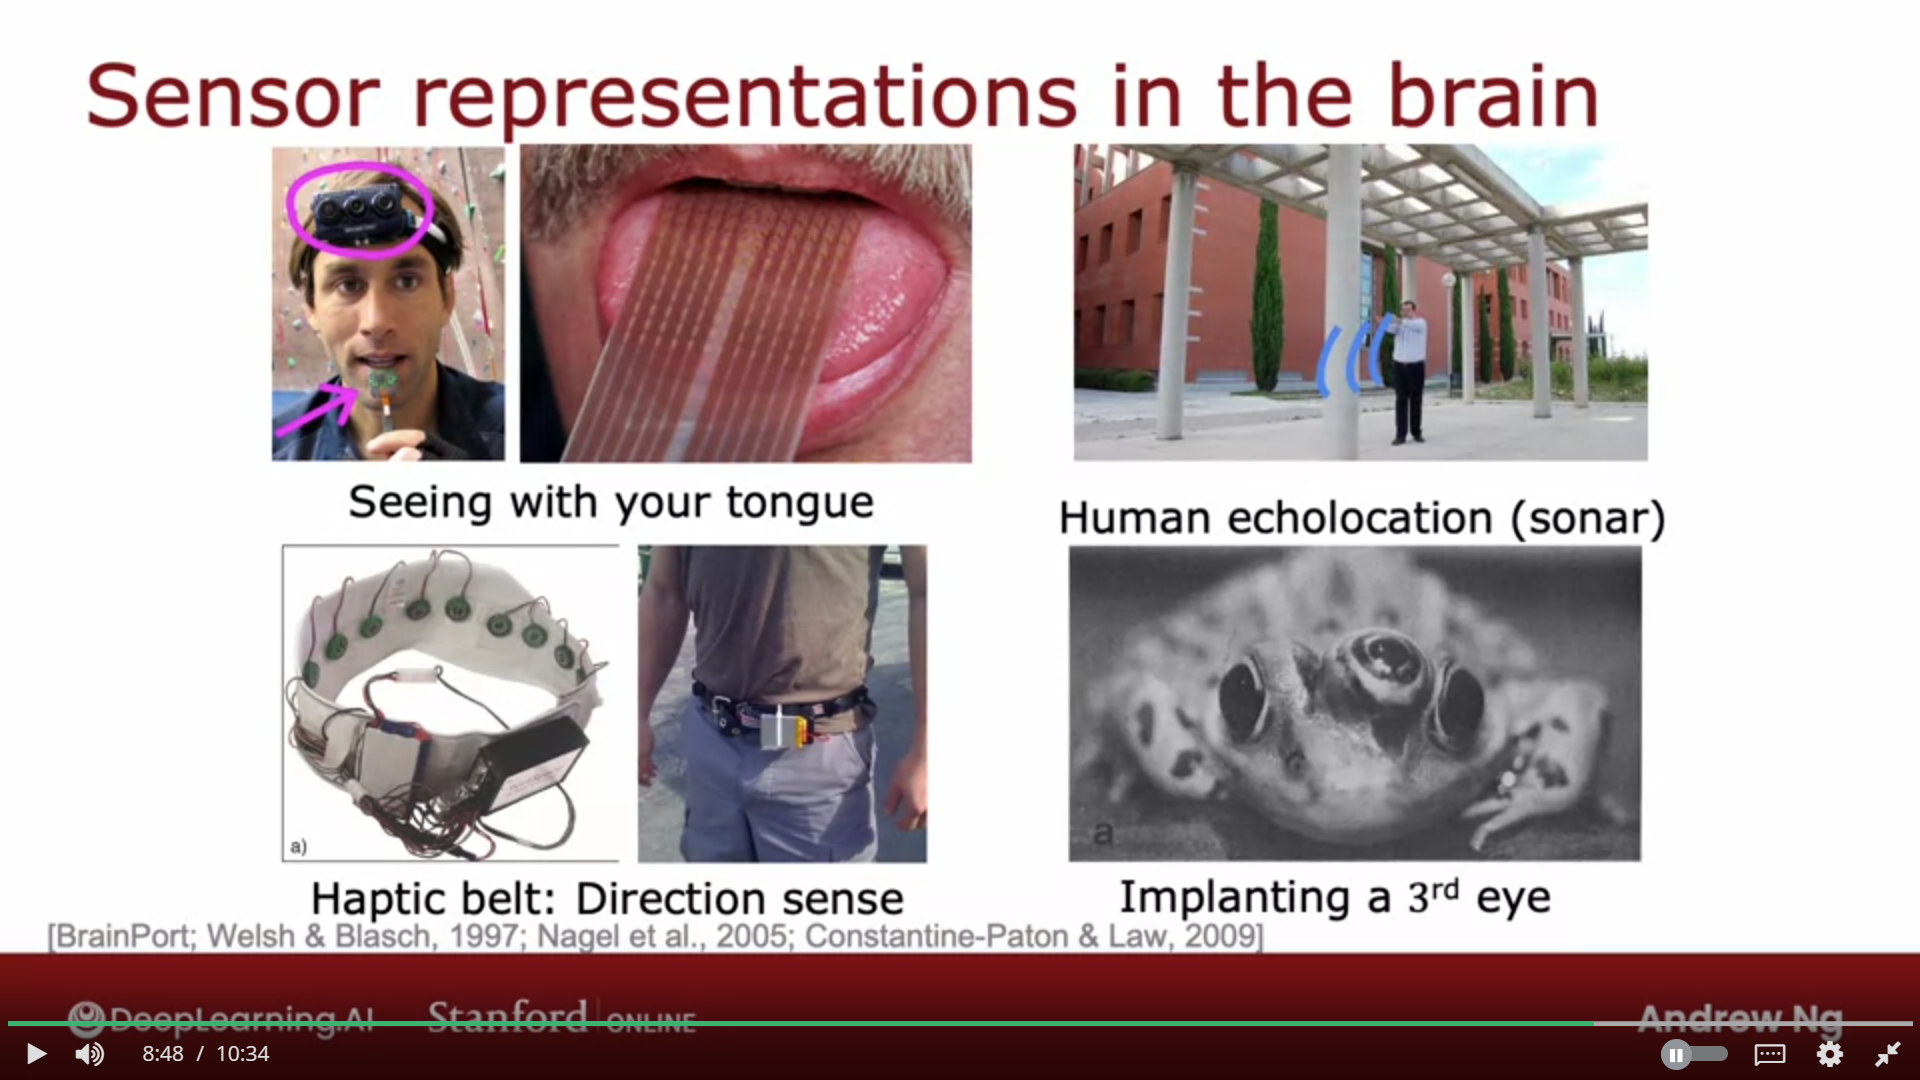 Sensor representations in the brain
Seeing with your tongue
Human echolocation (sonar)
a)
a
Haptic belt: Direction sense
Implanting a 3rd eye
[BrainPort; Welsh & Blasch, 1997; Nagel et al., 2005; Constantine-Paton & Law, 2009]
DeepLearning.AI
Stanford | ONLINE
Andrew Ng
8:48 / 10:34